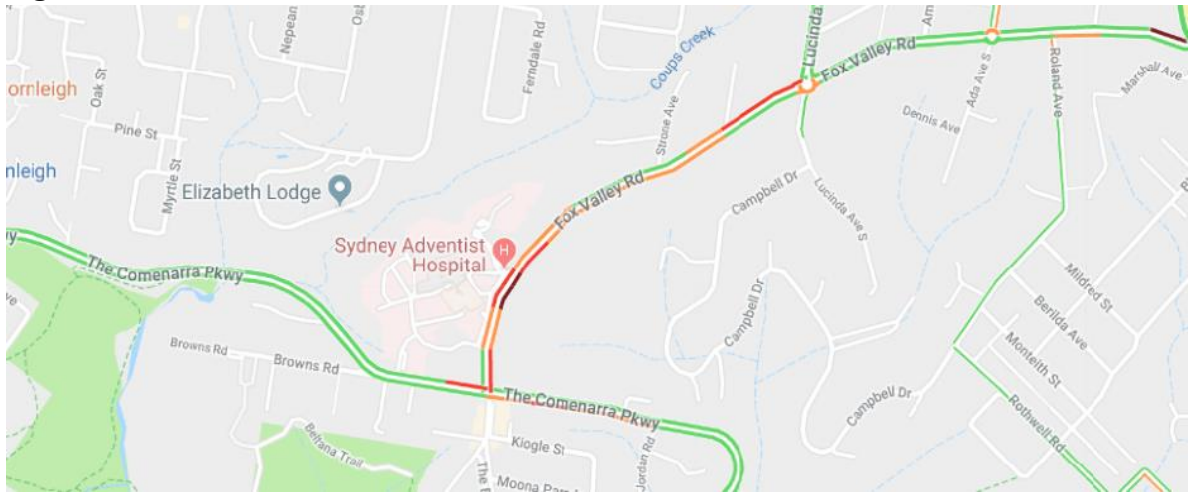 Nepean
Oak St
Pine St
Myrtle St
ornleigh
nleigh
Ferndale Rd
Coups Creek
Strone Ave
Lucinda
Fox Valley Rd
Ada Ave S
Dennis Ave
Roland Ave
Marshall Ave
Elizabeth Lodge
Sydney Adventist
Hospital
H
Fox Valley Rd
Campbell Dr
Lucinda Ave S
Campbell Dr
Campbell Dr
Mildred St
Berilda Ave
Monteith St
Rothwell Rd
The Comenarra Pkwy
Browns Rd
Browns Rd
The Comenarra Pkwy
Kiogle St
Jordan Rd